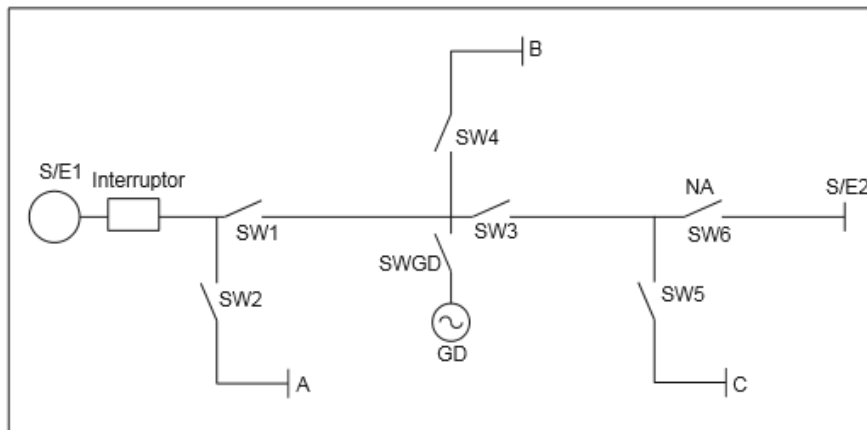 B
SW4
S/E1
Interruptor
NA
S/E2
SW1
SW3
SW6
SWGD
SW2
SW5
GD
A
C